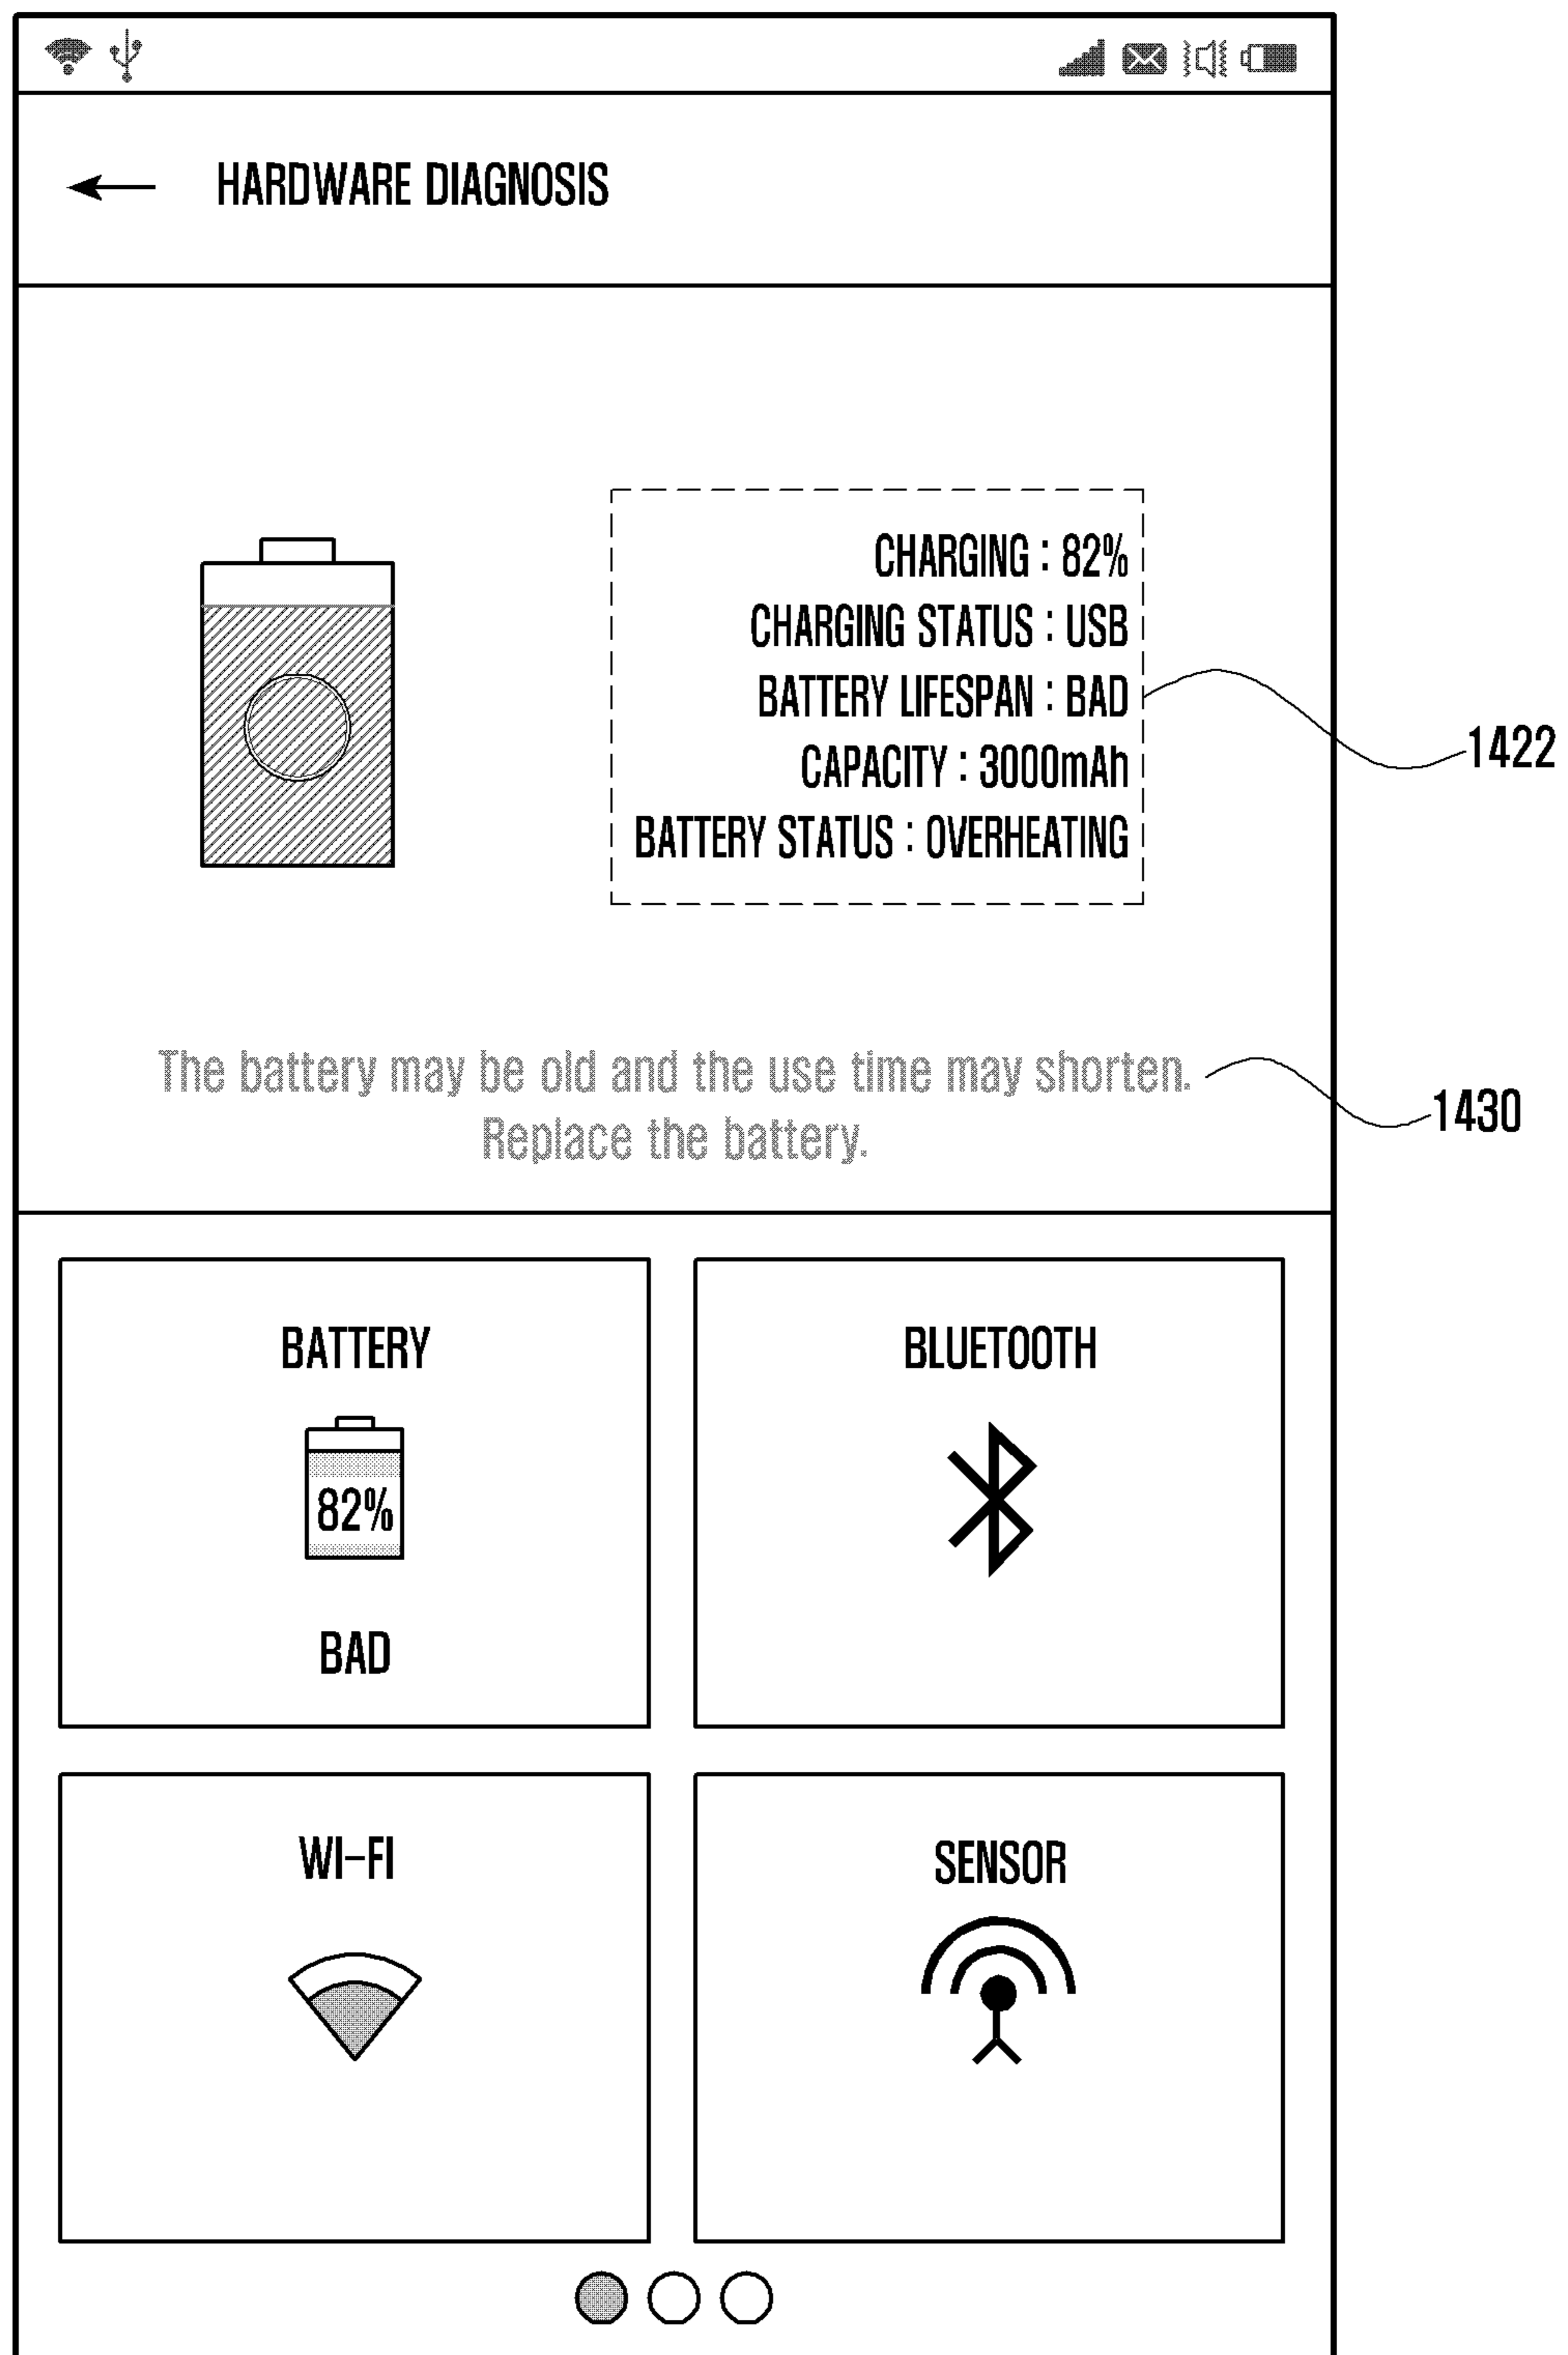 HARDWARE DIAGNOSIS
CHARGING : 82%
CHARGING STATUS : USB
BATTERY LIFESPAN : BAD
CAPACITY : 3000mAh
BATTERY STATUS : OVERHEATING
1422
The battery may be old and the use time may shorten.
Replace the battery.
1430
BATTERY
82%
BAD
BLUETOOTH
WI-FI
SENSOR